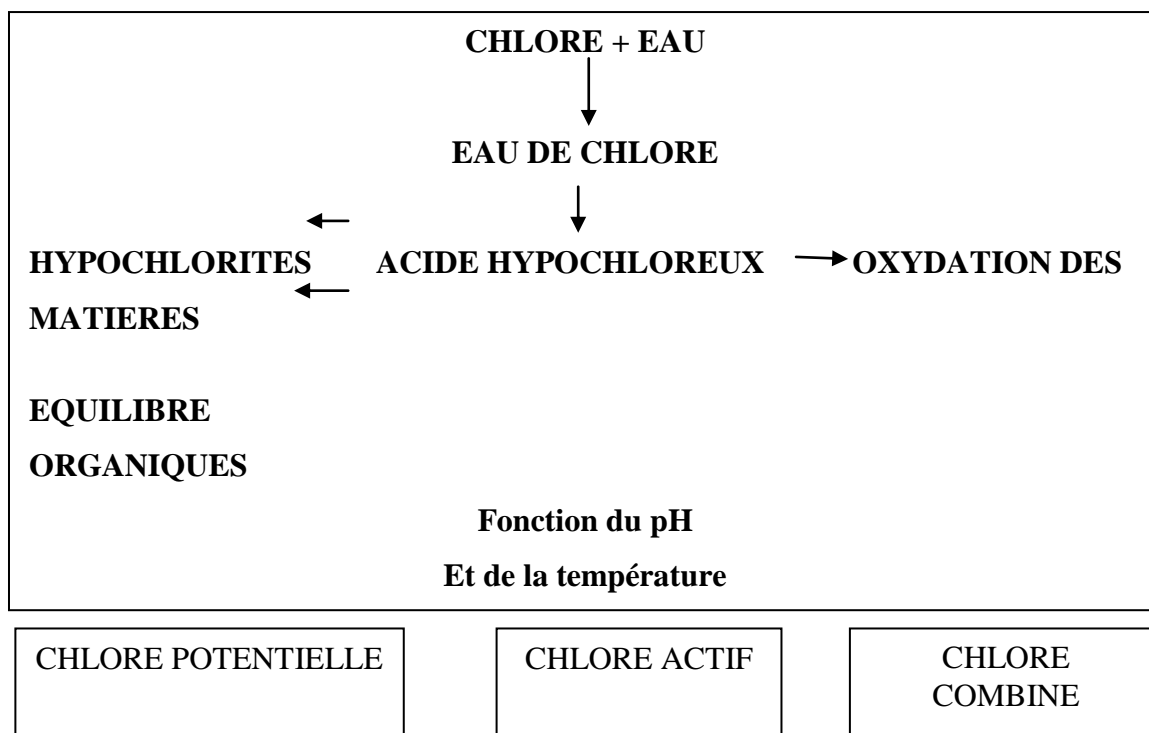 CHLORE + EAU
EAU DE CHLORE
HYPOCHLORITES ACIDE HYPOCHLOREUX OXYDATION DES
MATIERES
EQUILIBRE
ORGANIQUES
Fonction du pH
Et de la température
CHLORE POTENTIELLE
CHLORE ACTIF
CHLORE
COMBINE